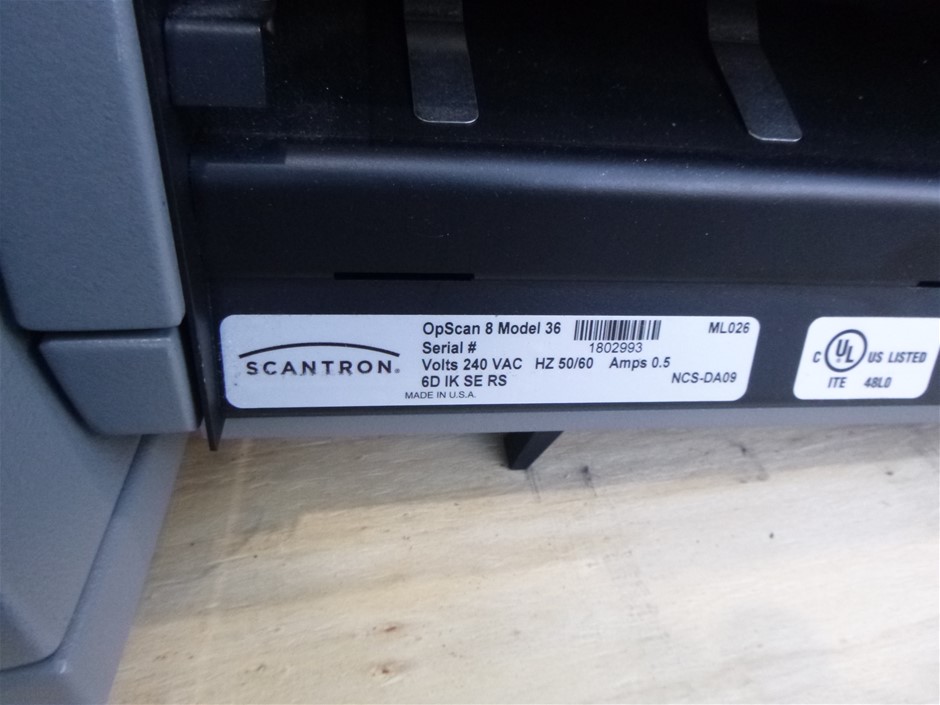 SCANTRON®
OpScan 8 Model 36
ML026
Serial # 1802993
Volts 240 VAC HZ 50/60 Amps 0.5
6D IK SE RS
NCS-DA09
MADE IN U.S.A.
C UL US LISTED
ITE 48L0